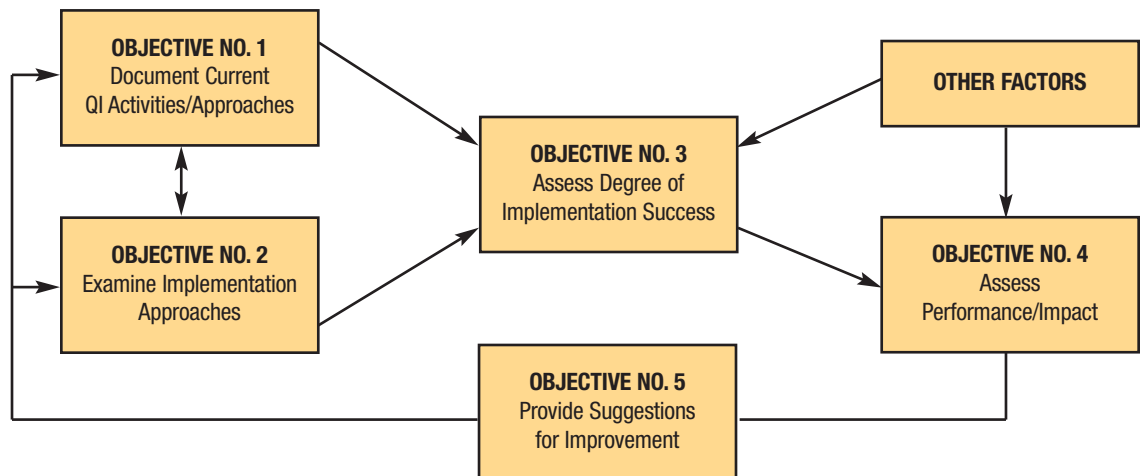 OBJECTIVE NO. 1
Document Current
QI Activities/Approaches
OTHER FACTORS
OBJECTIVE NO. 3
Assess Degree of
Implementation Success
OBJECTIVE NO. 2
Examine Implementation
Approaches
OBJECTIVE NO. 4
Assess
Performance/Impact
OBJECTIVE NO. 5
Provide Suggestions
for Improvement